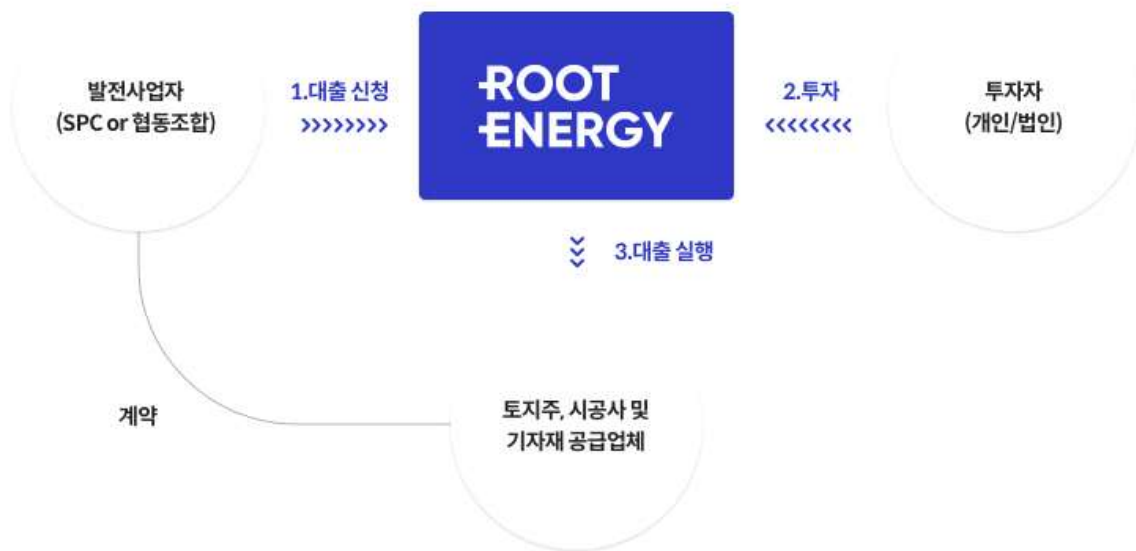 발전사업자
(SPC or 협동조합)
1.대출 신청
ROOT
ENERGY
2.투자
투자자
(개인/법인)
3.대출 실행
계약
토지주, 시공사 및
기자재 공급업체